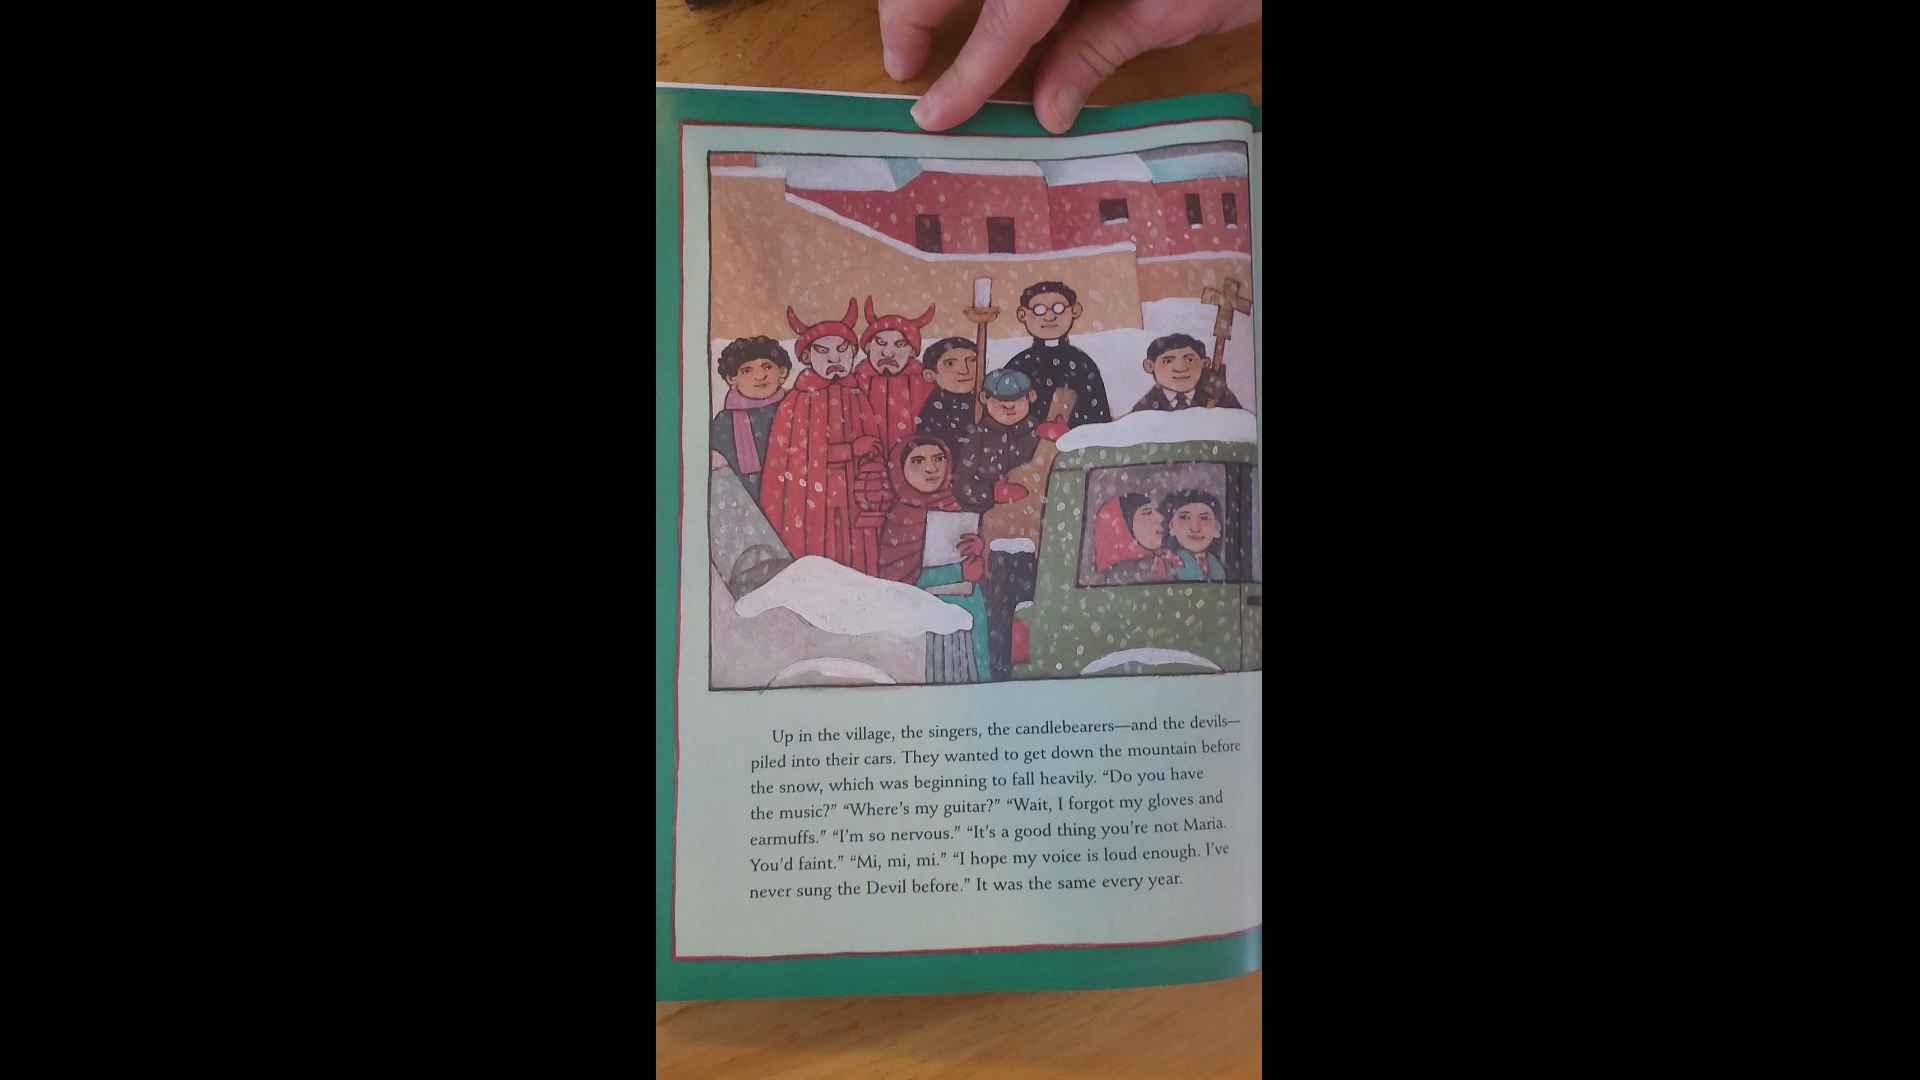 Up in the village, the singers, the candlebearers—and the devils—
piled into their cars. They wanted to get down the mountain before
the snow, which was beginning to fall heavily. “Do you have
the music?” “Where’s my guitar?” “Wait, I forgot my gloves and
earmuffs.” “I’m so nervous.” “It’s a good thing you’re not Maria.
You’d faint.” “Mi, mi, mi.” “I hope my voice is loud enough. I’ve
never sung the Devil before.” It was the same every year.